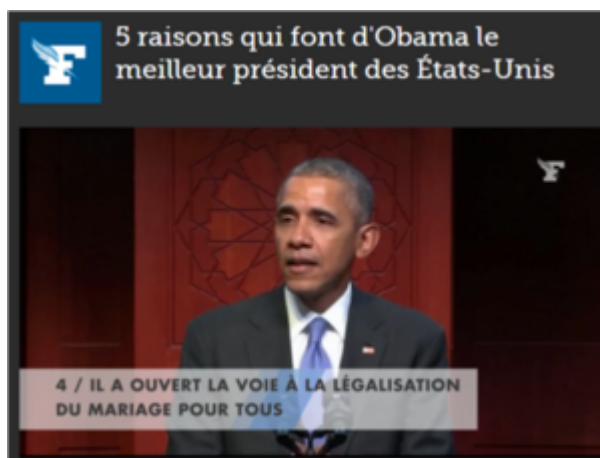 5 raisons qui font d'Obama le
meilleur président des États-Unis
4 / IL A OUVERT LA VOIE À LA LÉGALISATION
DU MARIAGE POUR TOUS